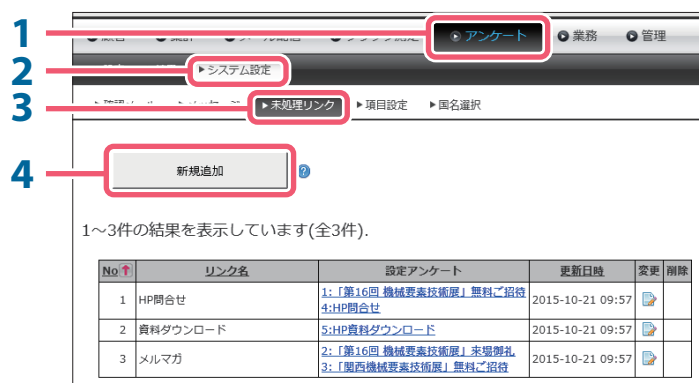 1
アンケート
業務
管理
2
システム設定
3
未処理リンク
項目設定
国名選択
4
新規追加
?
1～3件の結果を表示しています(全3件).
No リンク名 設定アンケート 更新日時 変更 削除
1 HP問合せ 1:「第16回 機械要素技術展」無料ご招待 2015-10-21 09:57
4:HP問合せ
2 資料ダウンロード 5:HP資料ダウンロード 2015-10-21 09:57
3 メルマガ 2:「第16回 機械要素技術展」来場御礼 2015-10-21 09:57
3:「関西機械要素技術展」無料ご招待